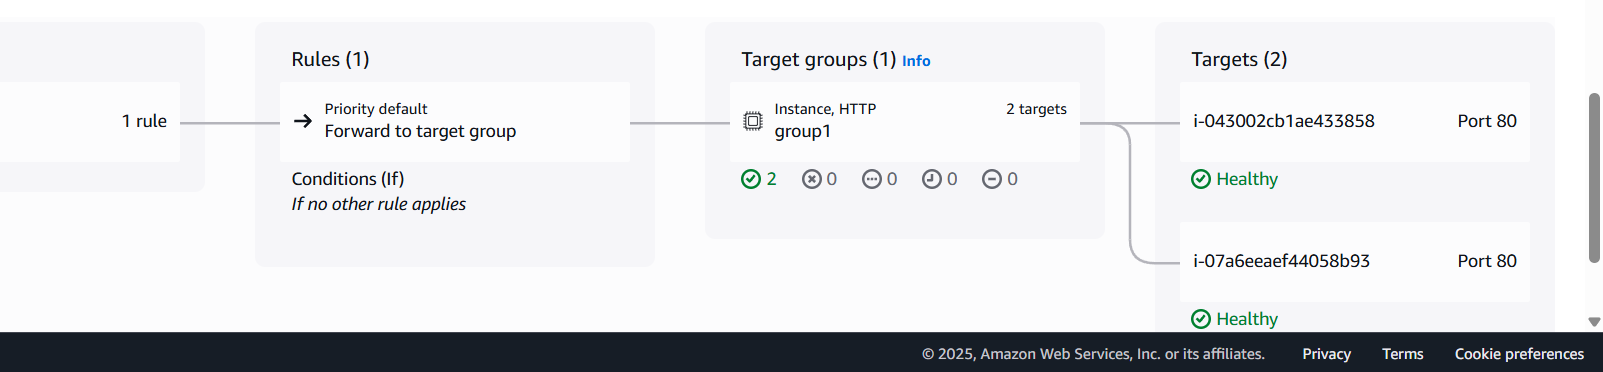 1 rule
Rules (1)
Priority default
Forward to target group
Conditions (If)
If no other rule applies
Target groups (1) Info
Instance, HTTP
group1
2 targets
2 0 0 0 0
Targets (2)
i-043002cb1ae433858 Port 80
Healthy
i-07a6eeaef44058b93 Port 80
Healthy
© 2025, Amazon Web Services, Inc. or its affiliates. Privacy Terms Cookie preferences